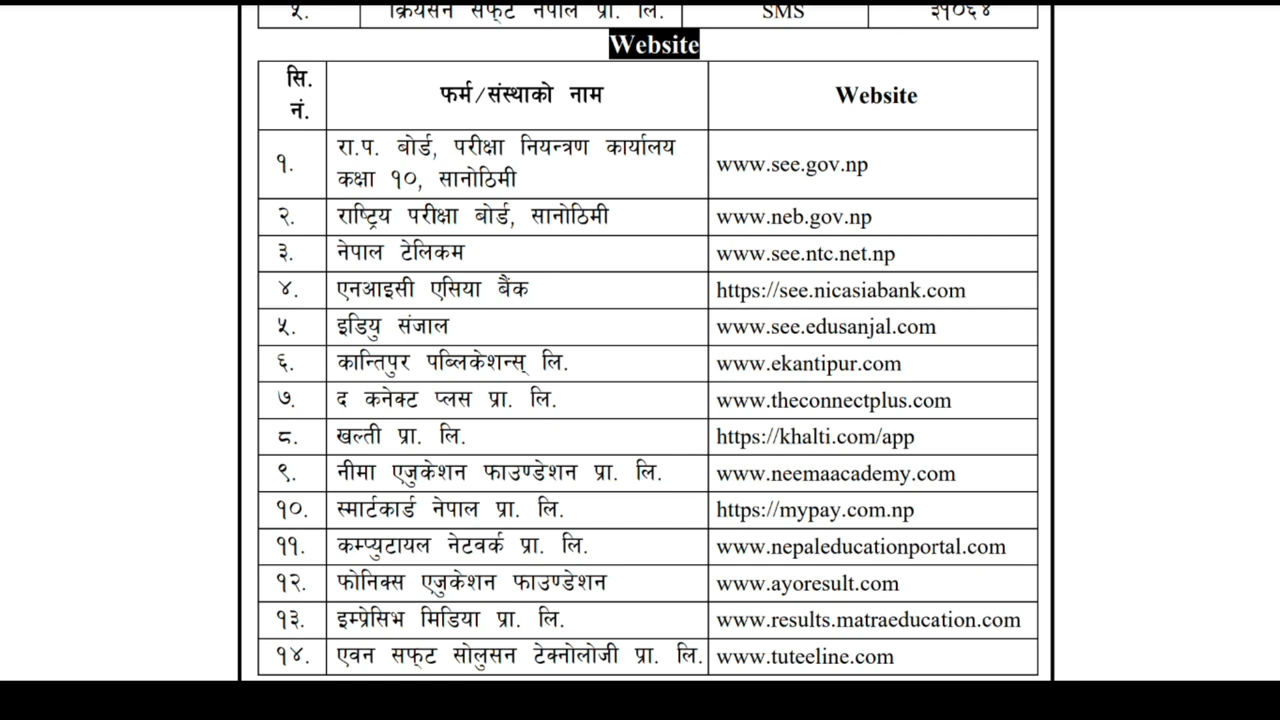 ५. क्रियसन सफ्ट नेपाल प्रा. लि. SMS ३१०६४
Website
सि. नं. फर्म/संस्थाको नाम Website
१. रा.प. बोर्ड, परीक्षा नियन्त्रण कार्यालय
कक्षा १०, सानोठिमी www.see.gov.np
२. राष्ट्रिय परीक्षा बोर्ड, सानोठिमी www.neb.gov.np
३. नेपाल टेलिकम www.see.ntc.net.np
४. एनआइसी एसिया बैंक https://see.nicasiabank.com
५. इडियु संजाल www.see.edusanjal.com
६. कान्तिपुर पब्लिकेशन्स् लि. www.ekantipur.com
७. द कनेक्ट प्लस प्रा. लि. www.theconnectplus.com
८. खल्ती प्रा. लि. https://khalti.com/app
९. नीमा एजुकेशन फाउण्डेशन प्रा. लि. www.neemaacademy.com
१०. स्मार्टकार्ड नेपाल प्रा. लि. https://mypay.com.np
११. कम्प्युटायल नेटवर्क प्रा. लि. www.nepaleducationportal.com
१२. फोनिक्स एजुकेशन फाउण्डेशन www.ayoresult.com
१३. इम्प्रेसिभ मिडिया प्रा. लि. www.results.matraeducation.com
१४. एवन सफ्ट सोलुसन टेक्नोलोजी प्रा. लि. www.tuteeline.com